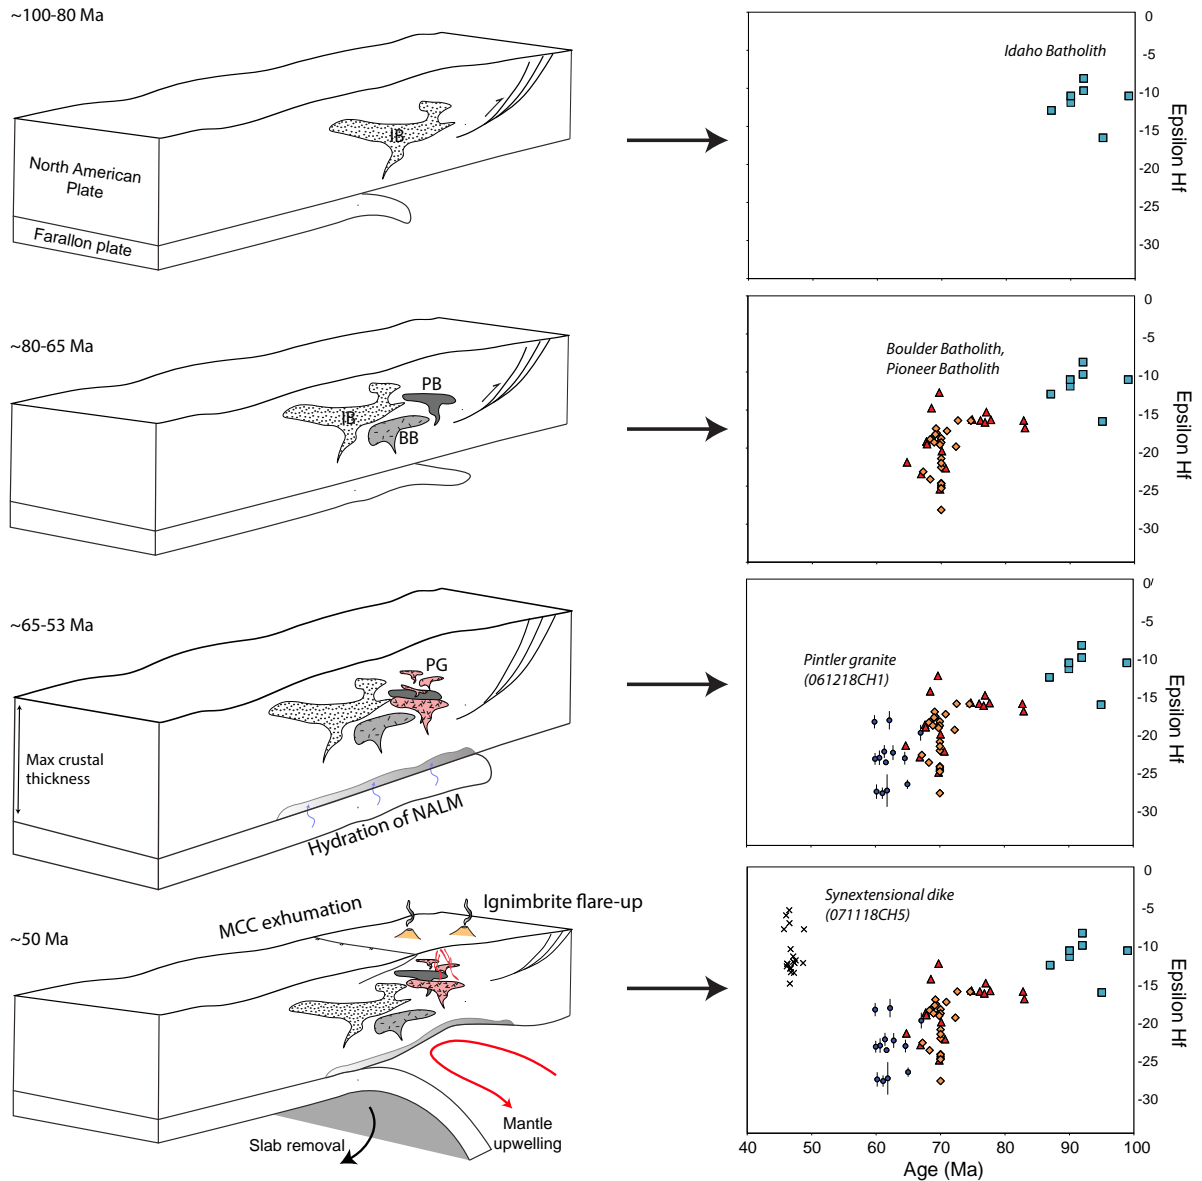 ~100-80 Ma
IB
North American
Plate
Farallon plate
Idaho Batholith
0
-5
-10
-15
-20
-25
-30
Epsilon Hf
~80-65 Ma
PB
IB
BB
Boulder Batholith,
Pioneer Batholith
0
-5
-10
-15
-20
-25
-30
Epsilon Hf
~65-53 Ma
PG
Max crustal
thickness
Hydration of NALM
Pintler granite
(061218CH1)
0
-5
-10
-15
-20
-25
-30
Epsilon Hf
~50 Ma
MCC exhumation
Ignimbrite flare-up
Slab removal
Mantle
upwelling
Synextensional dike
(071118CH5)
0
-5
-10
-15
-20
-25
-30
Epsilon Hf
40 50 60 70 80 90 100
Age (Ma)